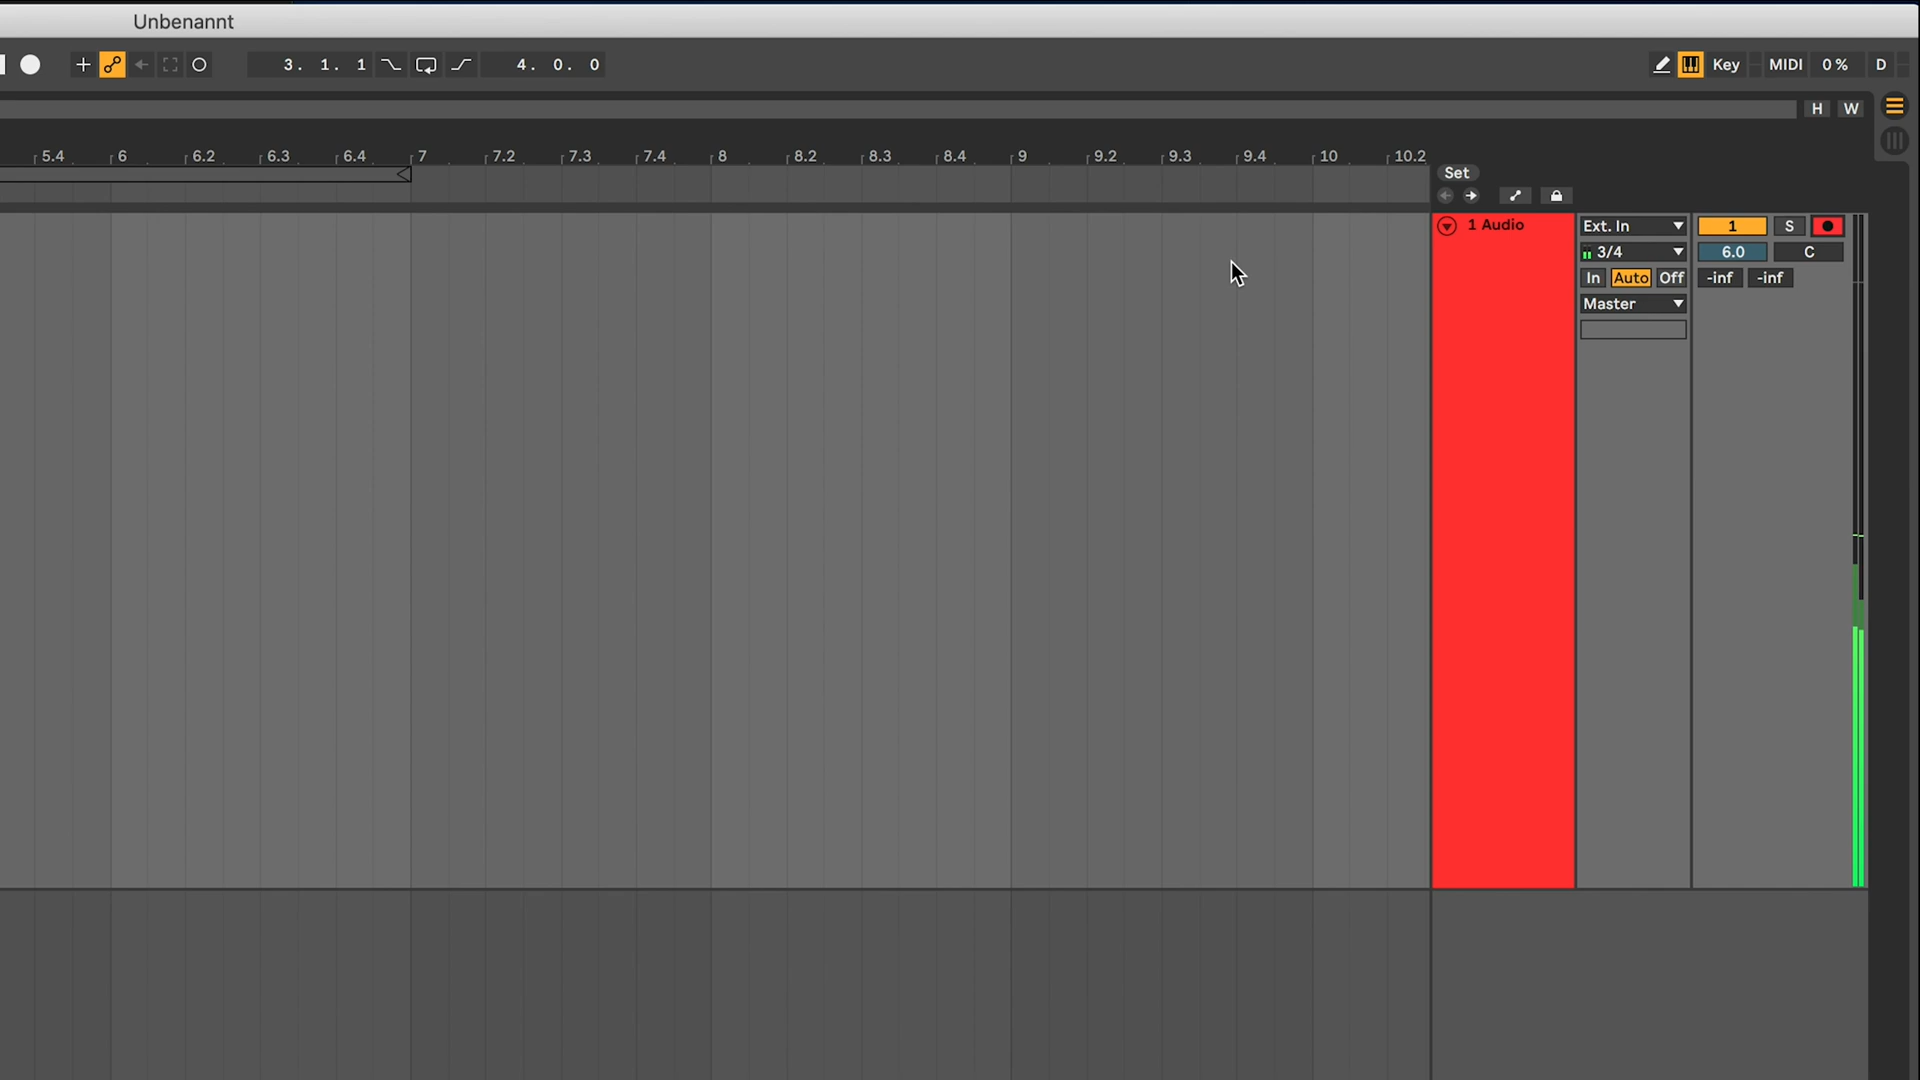 Unbenannt
3. 1. 1 4. 0. 0 Key MIDI 0 % D
H W
5.4 6 6.2 6.3 6.4 7 7.2 7.3 7.4 8 8.2 8.3 8.4 9 9.2 9.3 9.4 10 10.2
Set
1 Audio Ext. In 1 S
3/4 6.0 C
In Auto Off -inf -inf
Master